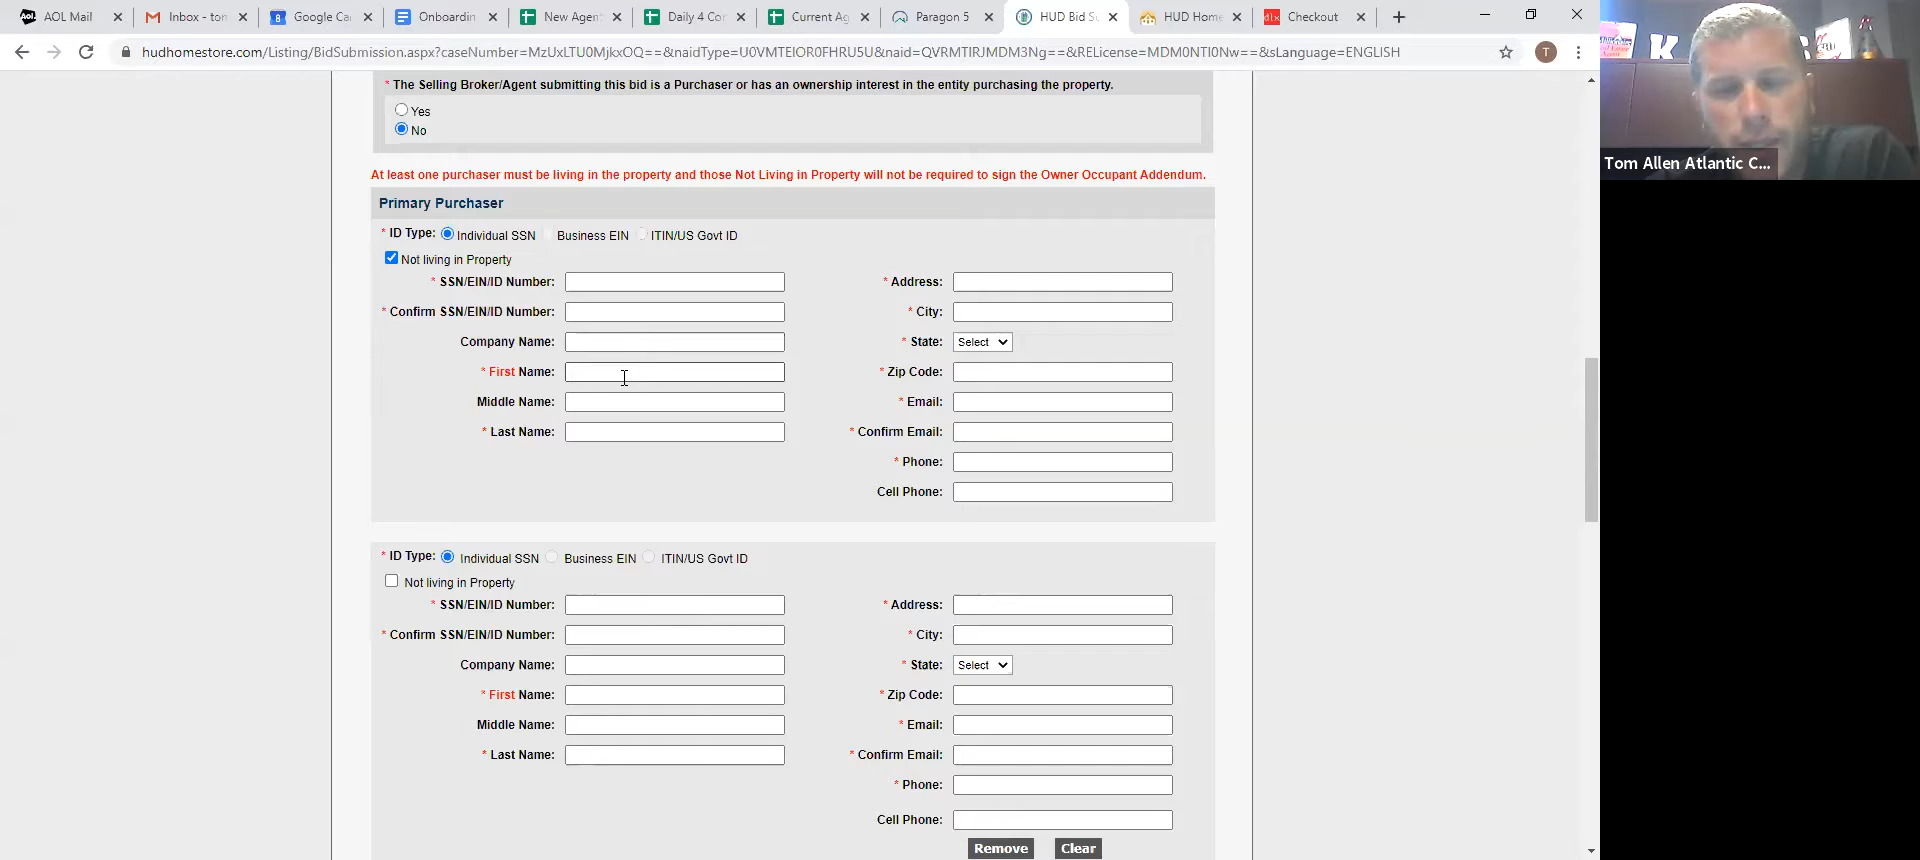 AOL Mail
Inbox - ton
Google Ca
Onboardin
New Agen
Daily 4 Co
Current Ag
Paragon 5
HUD Bid S
HUD Home
Checkout
hudhomestore.com/Listing/BidSubmission.aspx?caseNumber=MzUxLTU0MjkxOQ==&naidType=U0VMTElOR0FHRU5U&naid=QVRMTlRJMDM3Ng==&RELicense=MDM0NTI0Nw==&sLanguage=ENGLISH
* The Selling Broker/Agent submitting this bid is a Purchaser or has an ownership interest in the entity purchasing the property.
Yes
No
At least one purchaser must be living in the property and those Not Living in Property will not be required to sign the Owner Occupant Addendum.
Primary Purchaser
* ID Type: Individual SSN Business EIN ITIN/US Govt ID
Not living in Property
* SSN/EIN/ID Number: * Address:
* Confirm SSN/EIN/ID Number: * City:
Company Name: * State: Select
* First Name: * Zip Code:
Middle Name: * Email:
* Last Name: * Confirm Email:
* Phone:
Cell Phone:
* ID Type: Individual SSN Business EIN ITIN/US Govt ID
Not living in Property
* SSN/EIN/ID Number: * Address:
* Confirm SSN/EIN/ID Number: * City:
Company Name: * State: Select
* First Name: * Zip Code:
Middle Name: * Email:
* Last Name: * Confirm Email:
* Phone:
Cell Phone:
Remove Clear
Tom Allen Atlantic C...